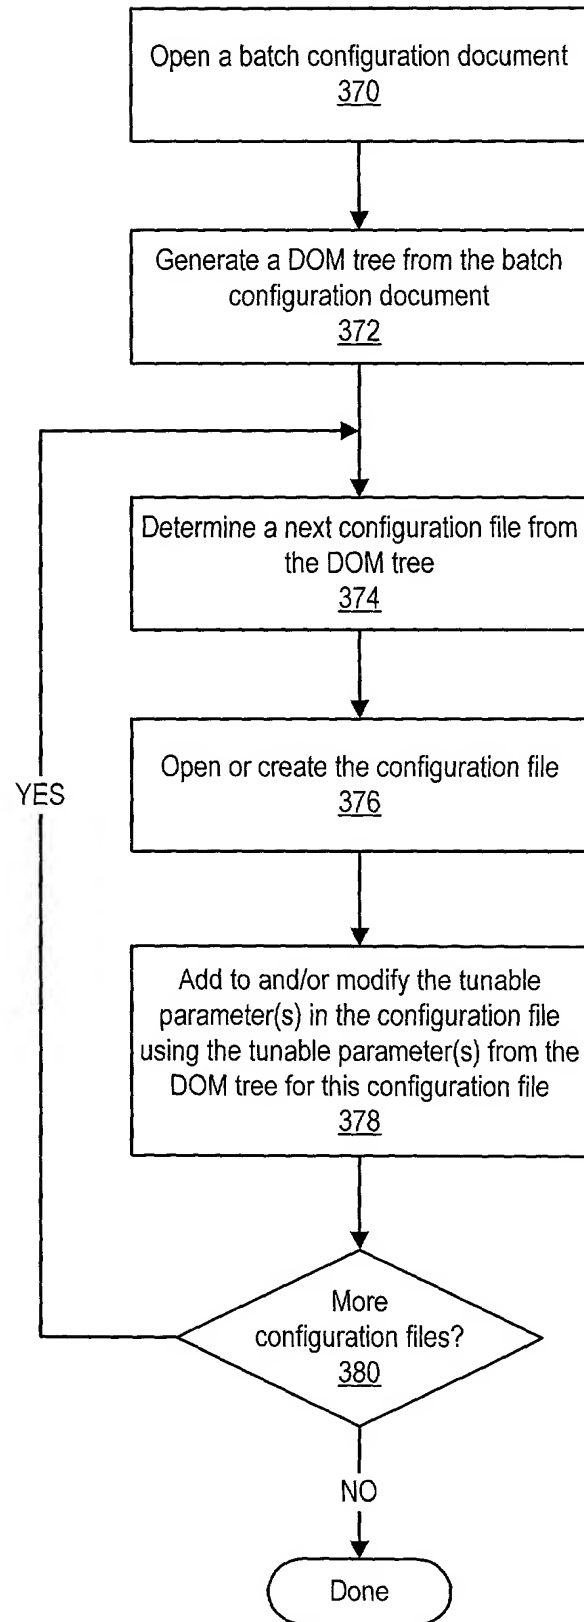 Open a batch configuration document
370
Generate a DOM tree from the batch
configuration document
372
Determine a next configuration file from
the DOM tree
374
Open or create the configuration file
376
YES
Add to and/or modify the tunable
parameter(s) in the configuration file
using the tunable parameter(s) from the
DOM tree for this configuration file
378
More
configuration files?
380
NO
Done